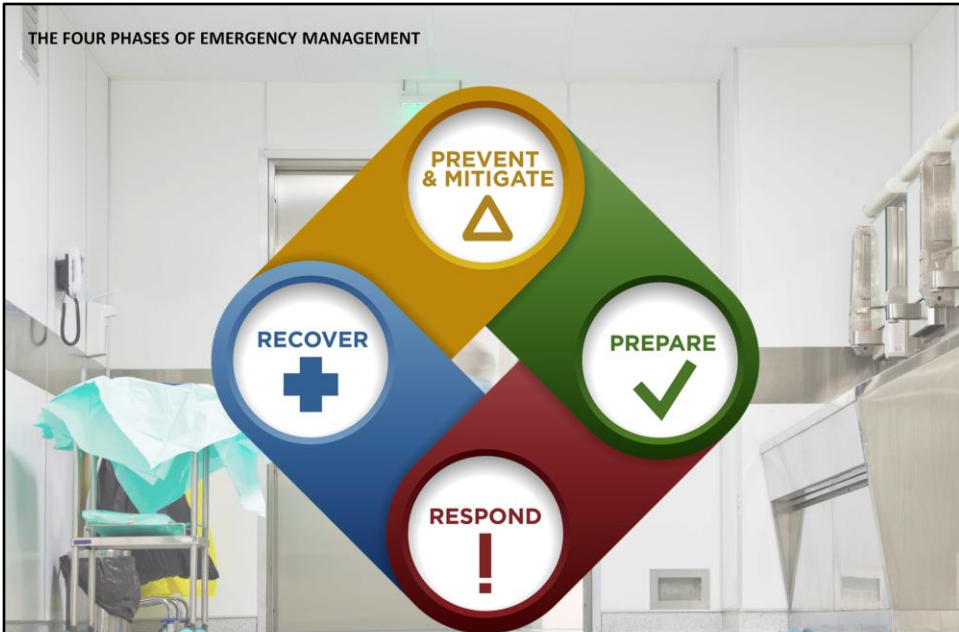 THE FOUR PHASES OF EMERGENCY MANAGEMENT
PREVENT
& MITIGATE
PREPARE
RESPOND
RECOVER